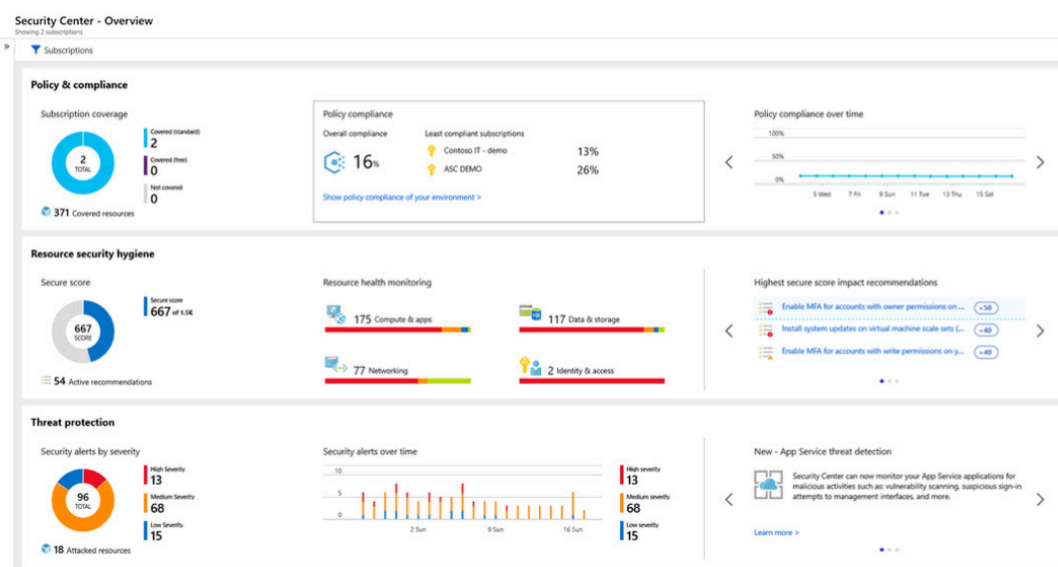 Security Center - Overview
Showing 2 subscriptions
»
Subscriptions
Policy & compliance
Subscription coverage
2
TOTAL
Covered (standard)
2
Covered (free)
0
Not covered
0
371 Covered resources
Policy compliance
Overall compliance
16%
Least compliant subscriptions
Contoso IT - demo 13%
ASC DEMO 26%
Show policy compliance of your environment >
Policy compliance over time
100%
50%
0%
5 Wed 7 Fri 9 Sun 11 Tue 13 Thu 15 Sat
Resource security hygiene
Secure score
667
SCORE
Secure score
667 of 1.5K
54 Active recommendations
Resource health monitoring
175 Compute & apps
117 Data & storage
77 Networking
2 Identity & access
Highest secure score impact recommendations
Enable MFA for accounts with owner permissions on ... +50
Install system updates on virtual machine scale sets (... +40
Enable MFA for accounts with write permissions on y... +40
Threat protection
Security alerts by severity
96
TOTAL
High Severity
13
Medium Severity
68
Low Severity
15
18 Attacked resources
Security alerts over time
10
5
0
2 Sun 9 Sun 16 Sun
High severity
13
Medium severity
68
Low severity
15
New - App Service threat detection
Security Center can now monitor your App Service applications for
malicious activities such as: vulnerability scanning, suspicious sign-in
attempts to management interfaces, and more.
Learn more >